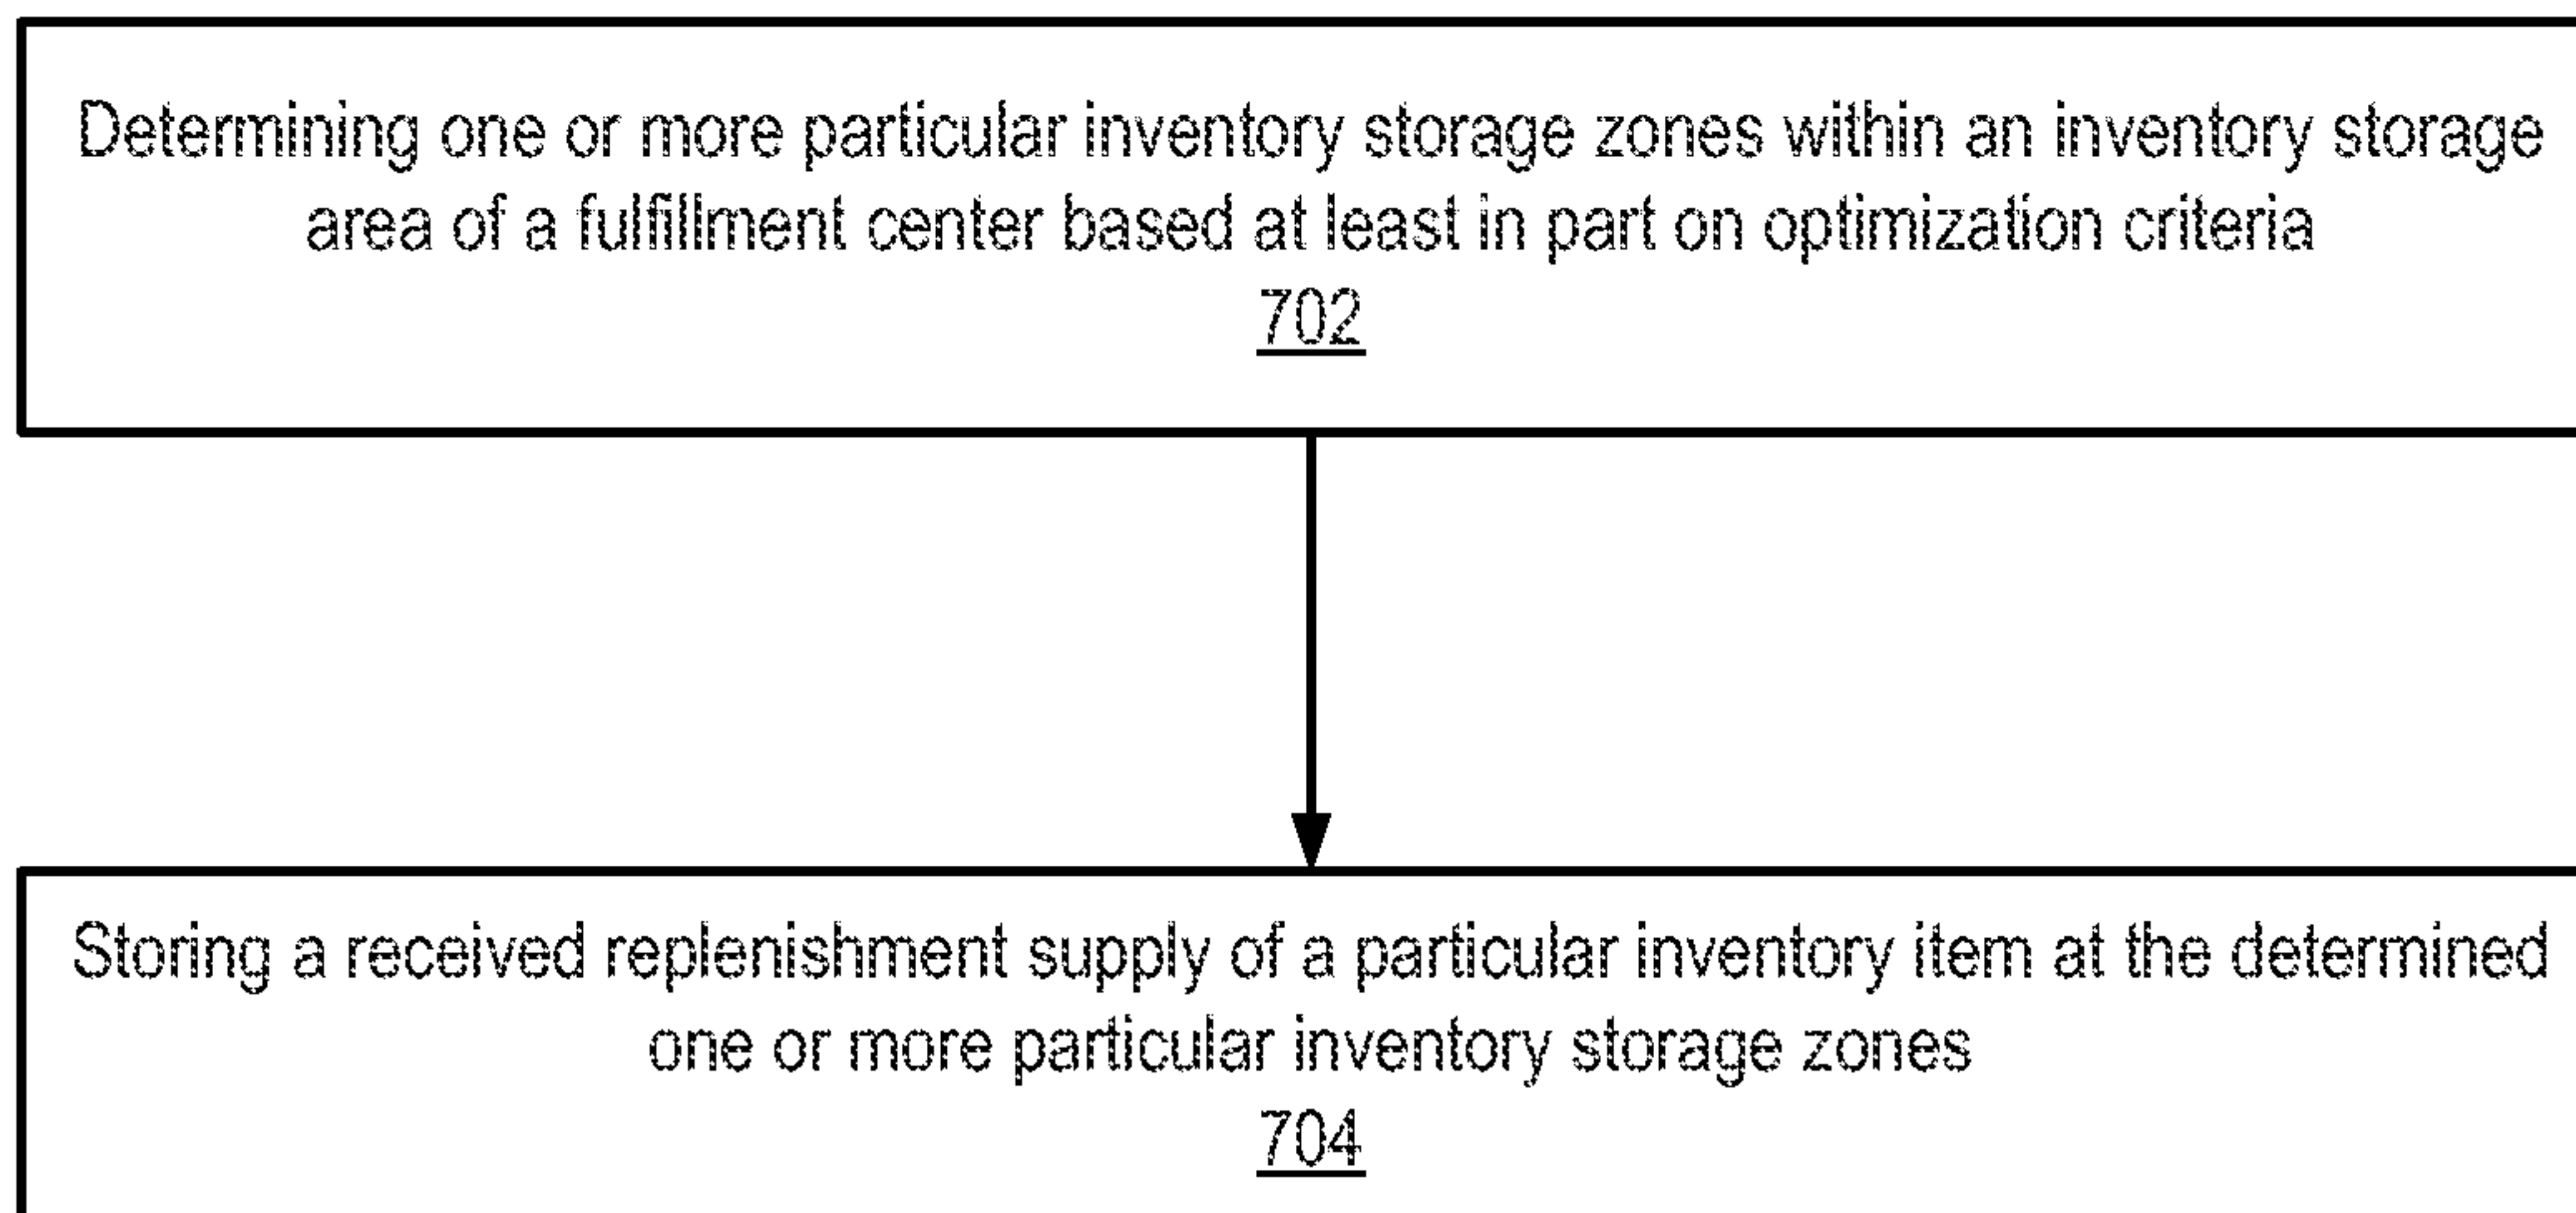 Determining one or more particular inventory storage zones within an inventory storage
area of a fulfillment center based at least in part on optimization criteria
702
Storing a received replenishment supply of a particular inventory item at the determined
one or more particular inventory storage zones
704